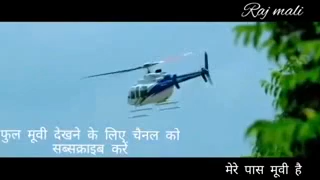 Raj mali
फुल मूवी देखने के लिए चैनल को
सब्सक्राइब करें
मेरे पास मूवी है